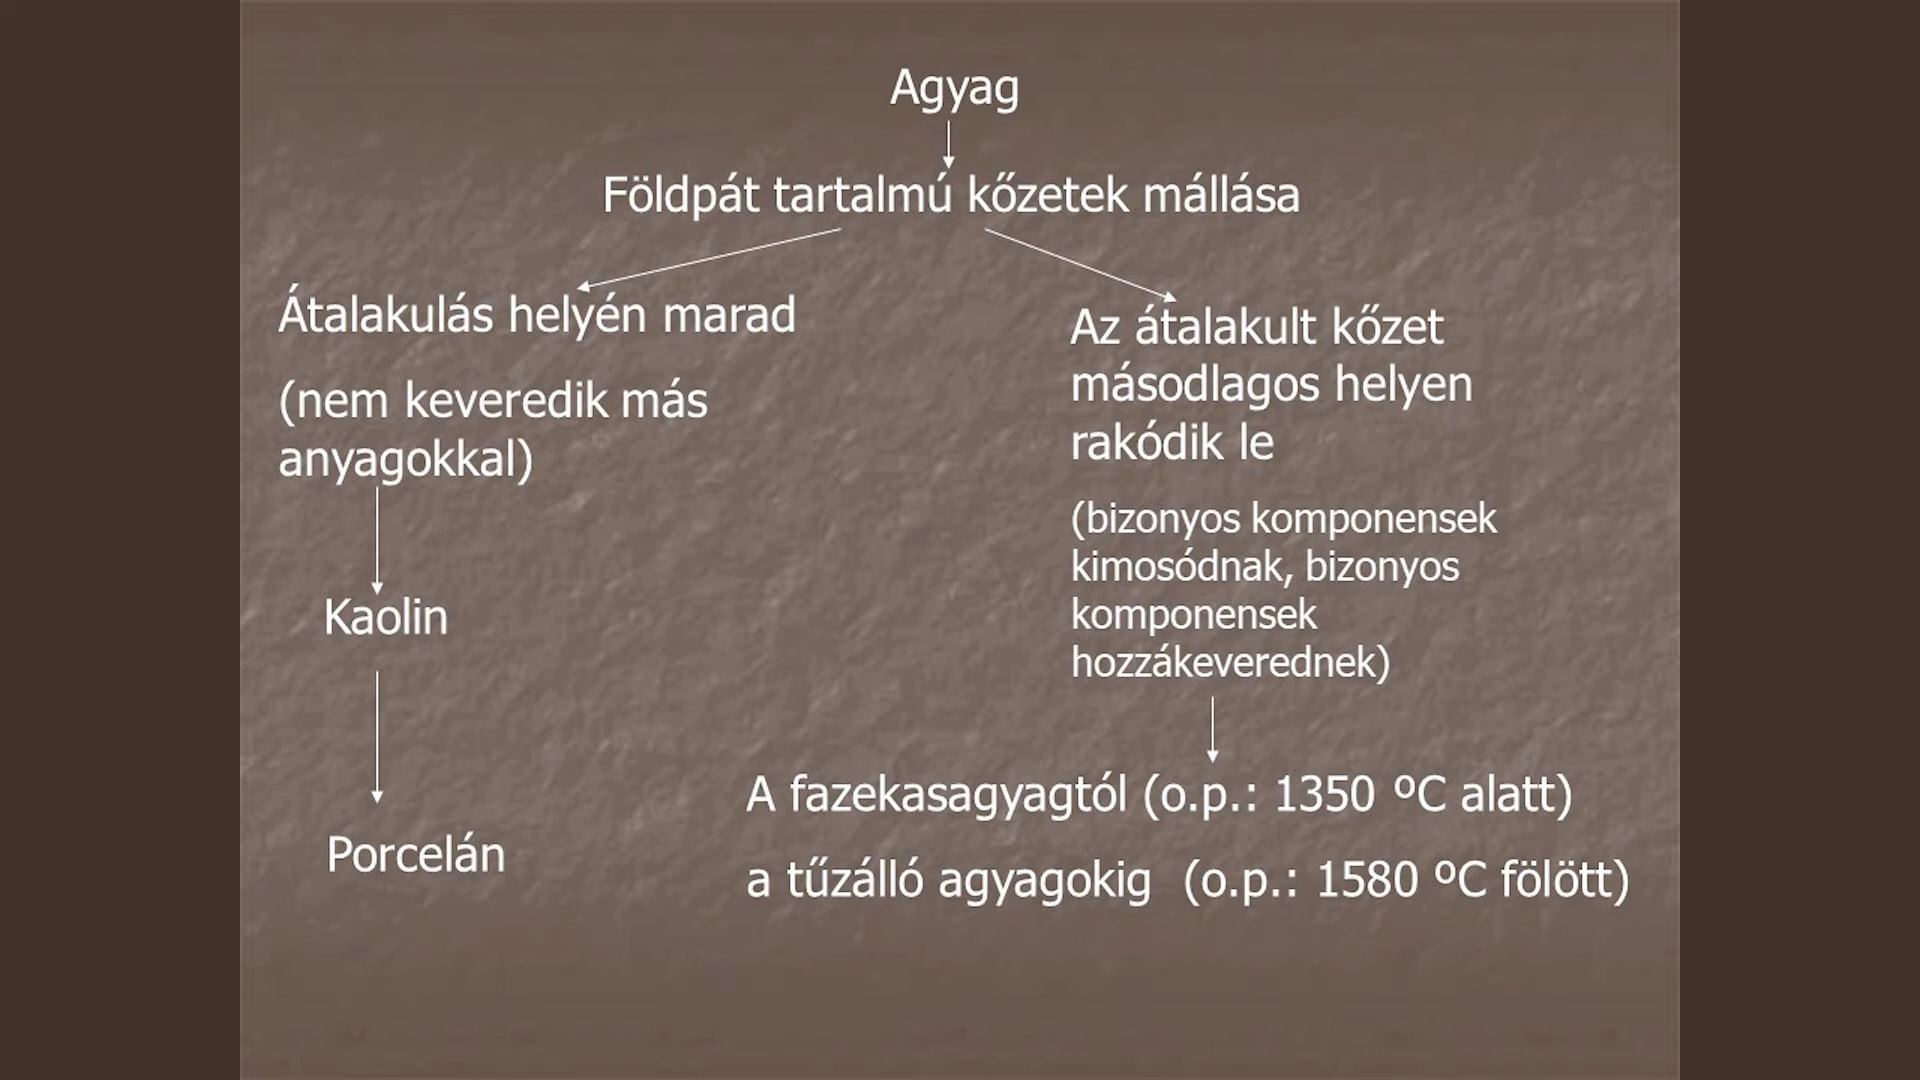 Agyag
Földpát tartalmú kőzetek mállása
Átalakulás helyén marad
(nem keveredik más
anyagokkal)
Kaolin
Porcelán
Az átalakult kőzet
másodlagos helyen
rakódik le
(bizonyos komponensek
kimosódnak, bizonyos
komponensek
hozzákeverednek)
A fazekasagyagtól (o.p.: 1350 ºC alatt)
a tűzálló agyagokig (o.p.: 1580 ºC fölött)